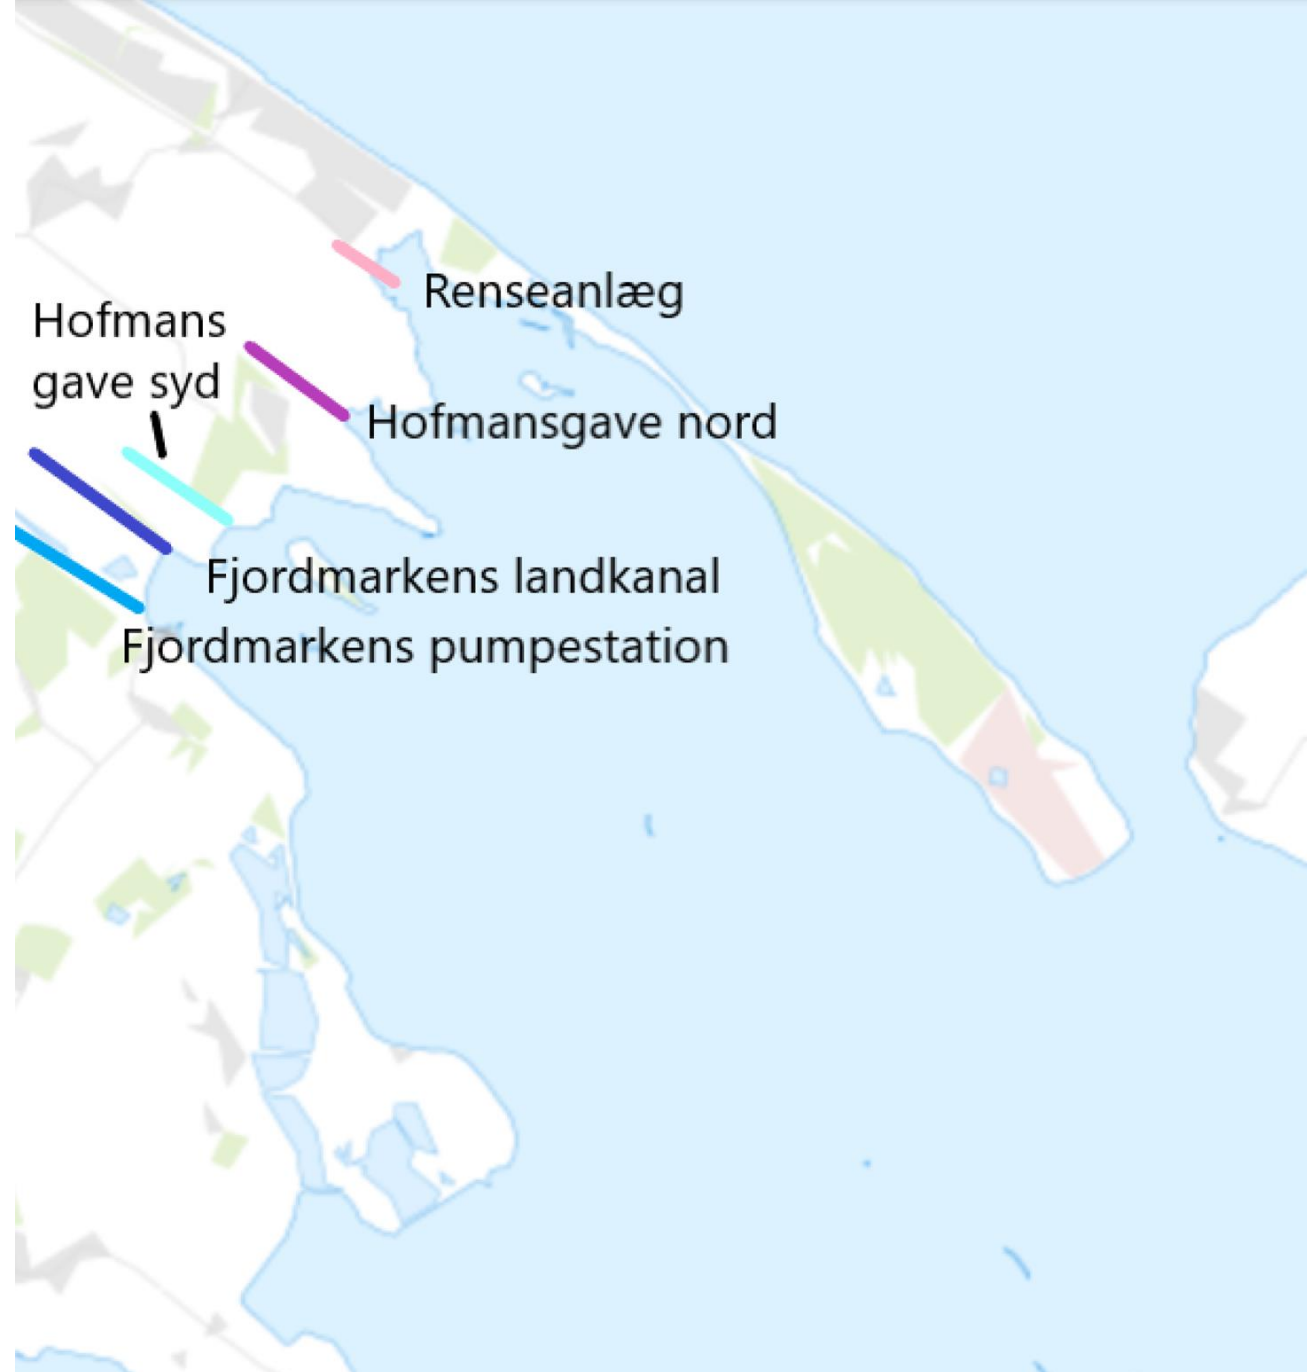 Renseanlæg
Hofmans
gave syd
Hofmansgave nord
Fjordmarkens landkanal
Fjordmarkens pumpestation